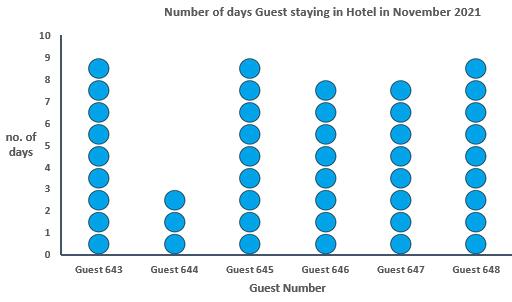 Number of days Guest staying in Hotel in November 2021
10
9
8
7
6
5
4
3
2
1
0
no. of
days
Guest 643 Guest 644 Guest 645 Guest 646 Guest 647 Guest 648
Guest Number